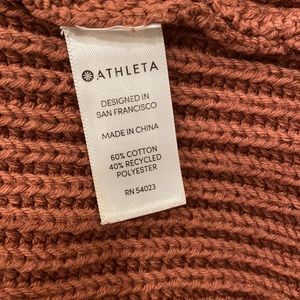 ATHLETA
DESIGNED IN
SAN FRANCISCO
MADE IN CHINA
60% COTTON
40% RECYCLED
POLYESTER
RN 54023